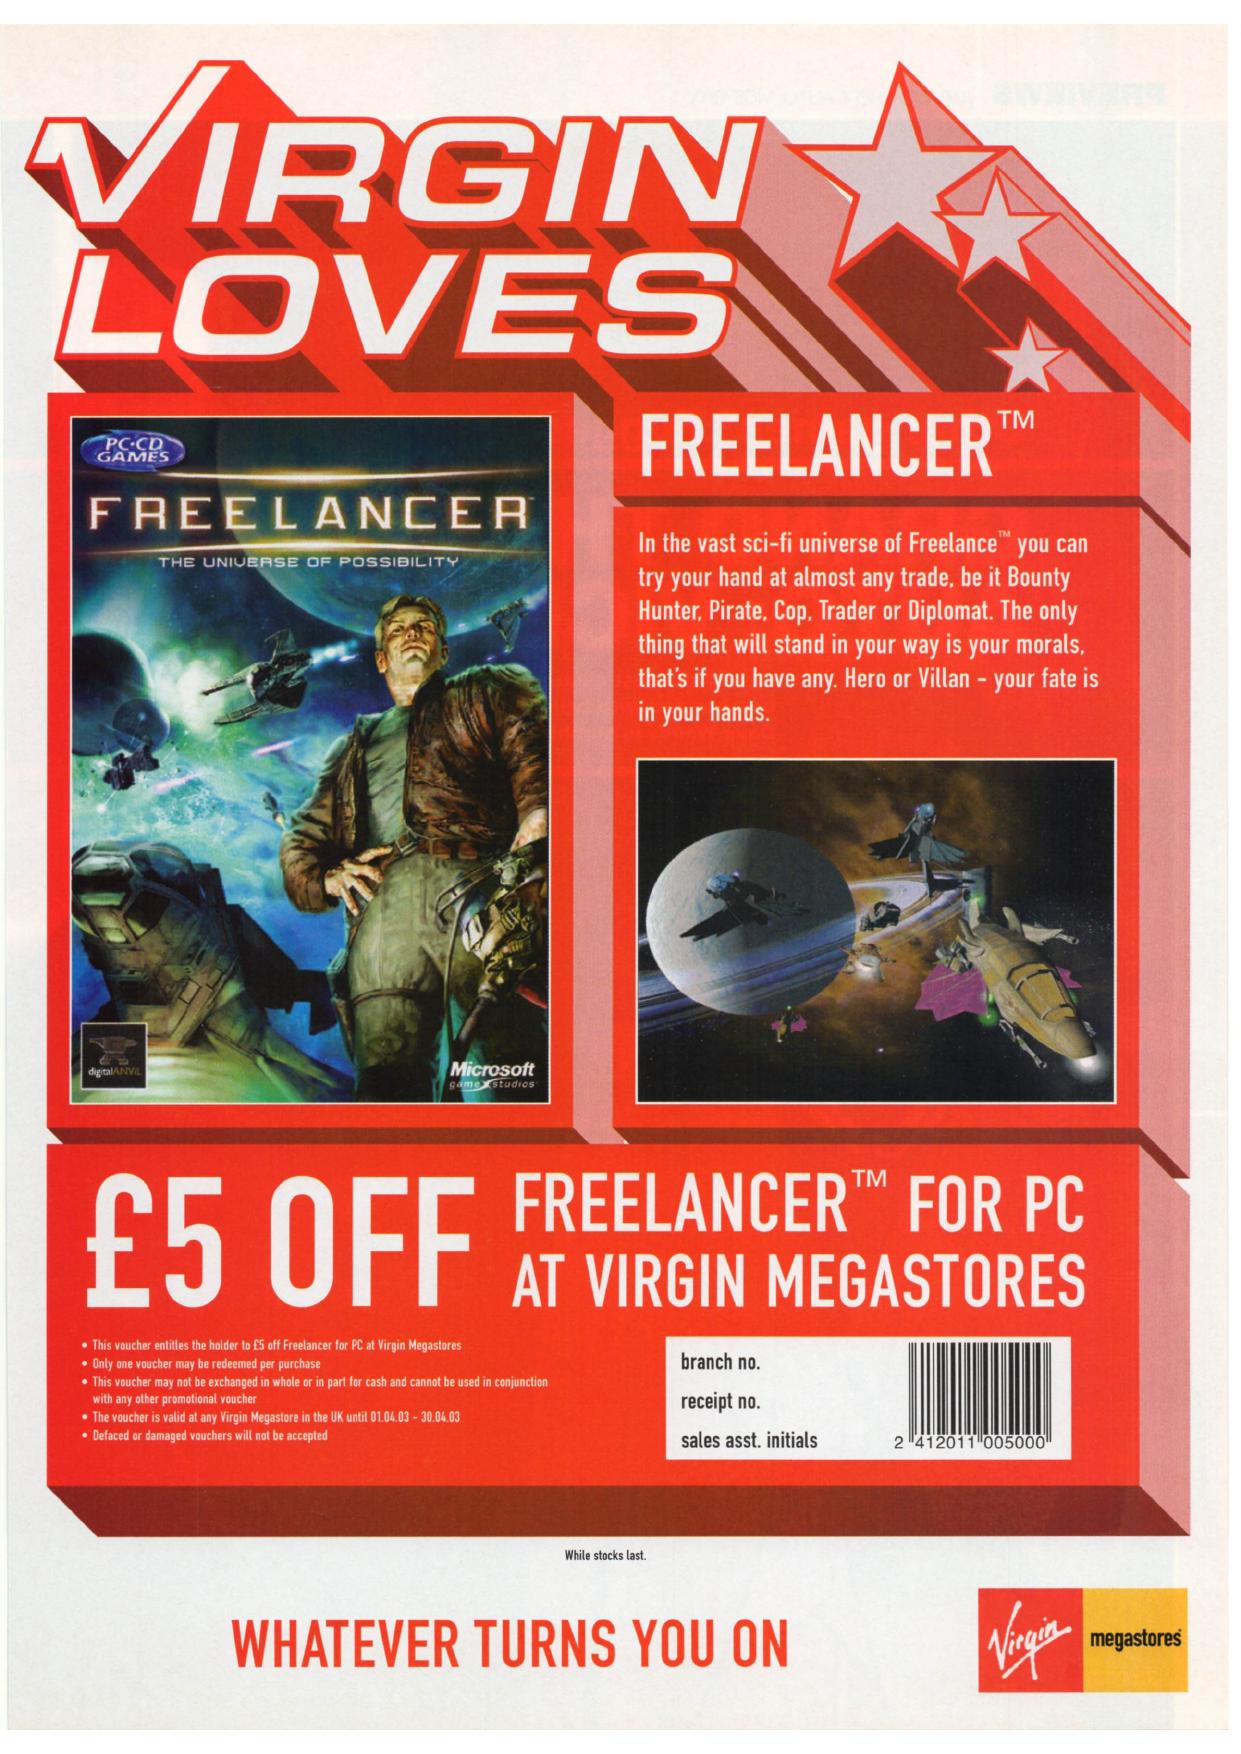 VIRGIN
LOVES
PC·CD
GAMES
FREELANCER™
THE UNIVERSE OF POSSIBILITY
digitalANVIL
Microsoft
game studios
FREELANCER™
In the vast sci-fi universe of Freelance™ you can
try your hand at almost any trade, be it Bounty
Hunter, Pirate, Cop, Trader or Diplomat. The only
thing that will stand in your way is your morals,
that's if you have any. Hero or Villan – your fate is
in your hands.
£5 OFF
FREELANCER™ FOR PC
AT VIRGIN MEGASTORES
• This voucher entitles the holder to £5 off Freelancer for PC at Virgin Megastores
• Only one voucher may be redeemed per purchase
• This voucher may not be exchanged in whole or in part for cash and cannot be used in conjunction
with any other promotional voucher
• The voucher is valid at any Virgin Megastore in the UK until 01.04.03 – 30.04.03
• Defaced or damaged vouchers will not be accepted
branch no.
receipt no.
sales asst. initials
2 412011 005000
While stocks last.
WHATEVER TURNS YOU ON
Virgin
megastores